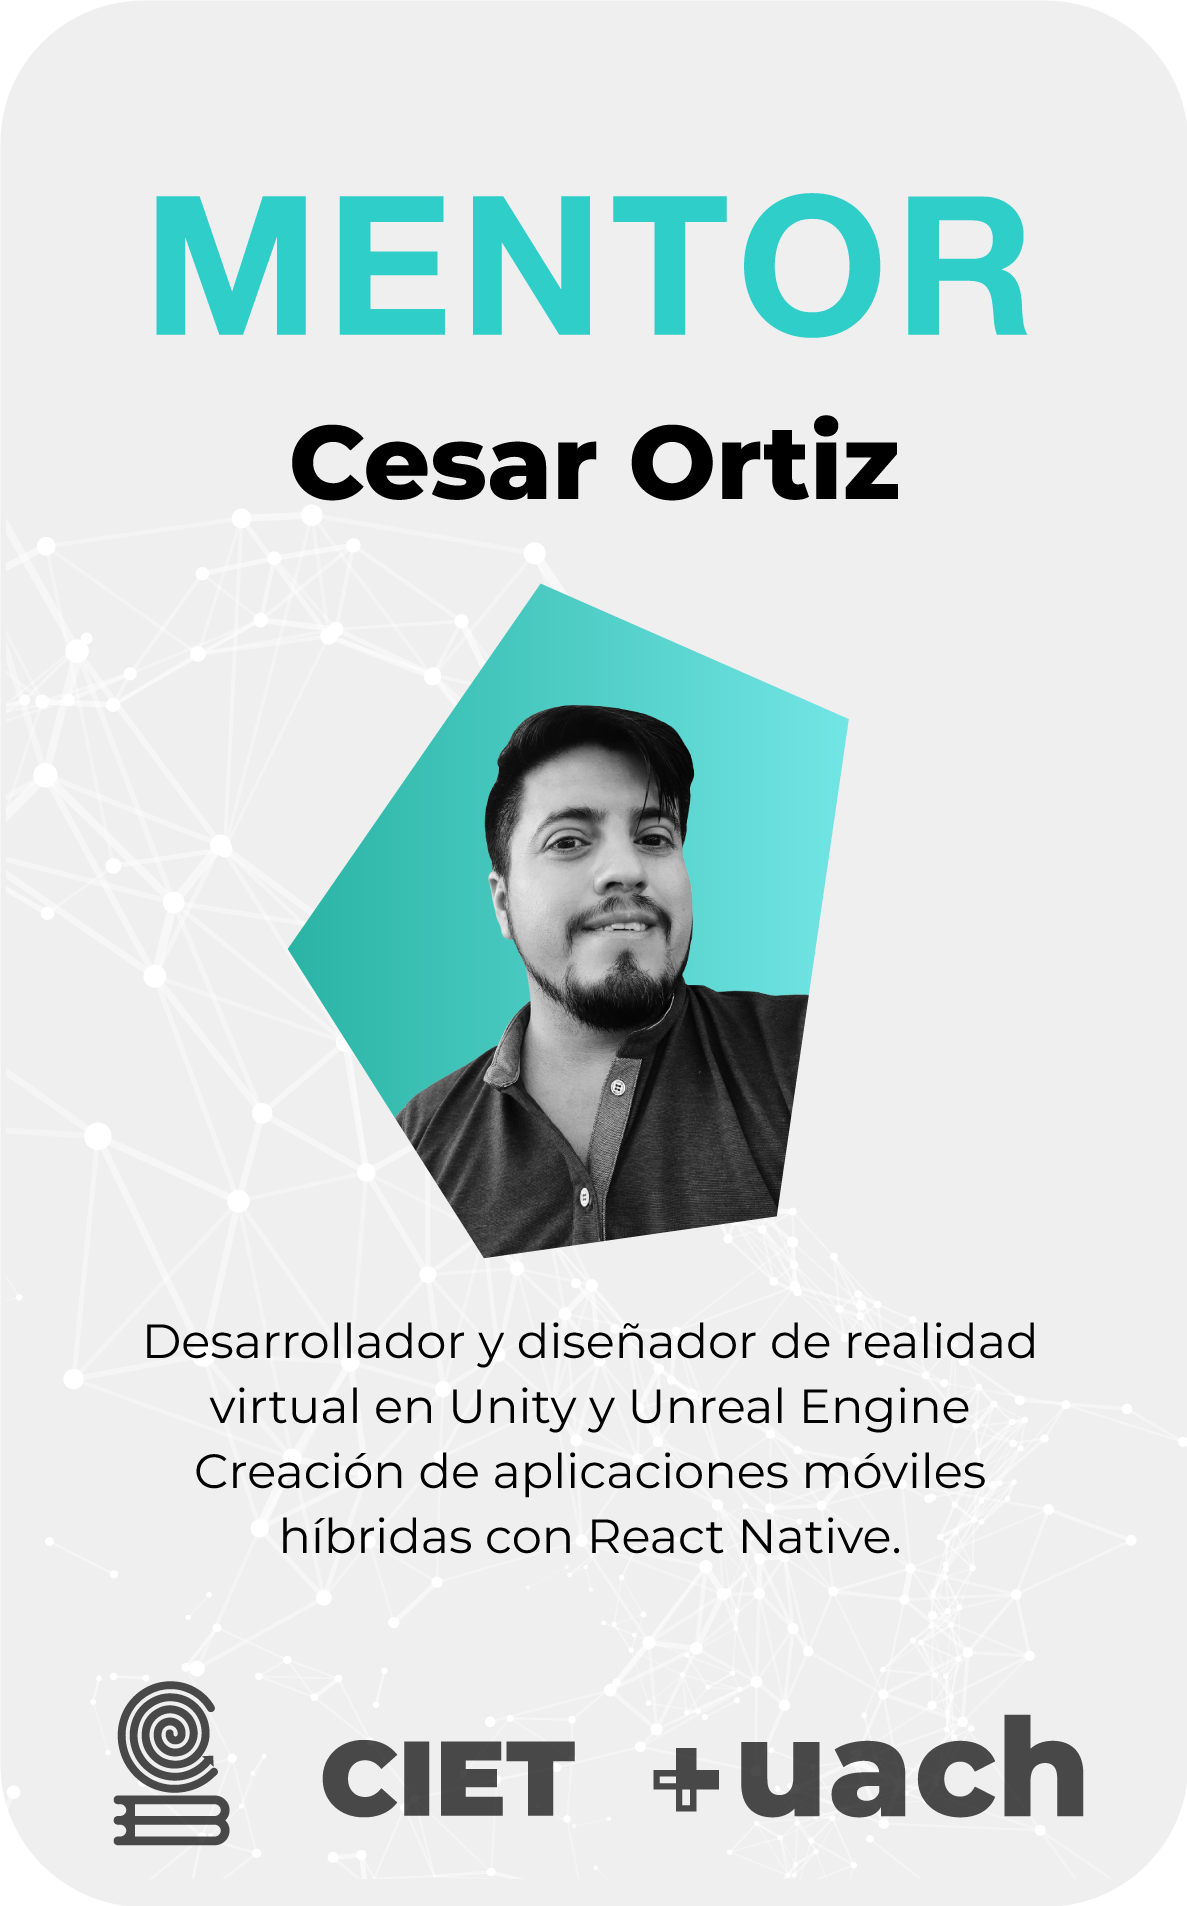 MENTOR
Cesar Ortiz
Desarrollador y diseñador de realidad
virtual en Unity y Unreal Engine
Creación de aplicaciones móviles
híbridas con React Native.
CIET +uach